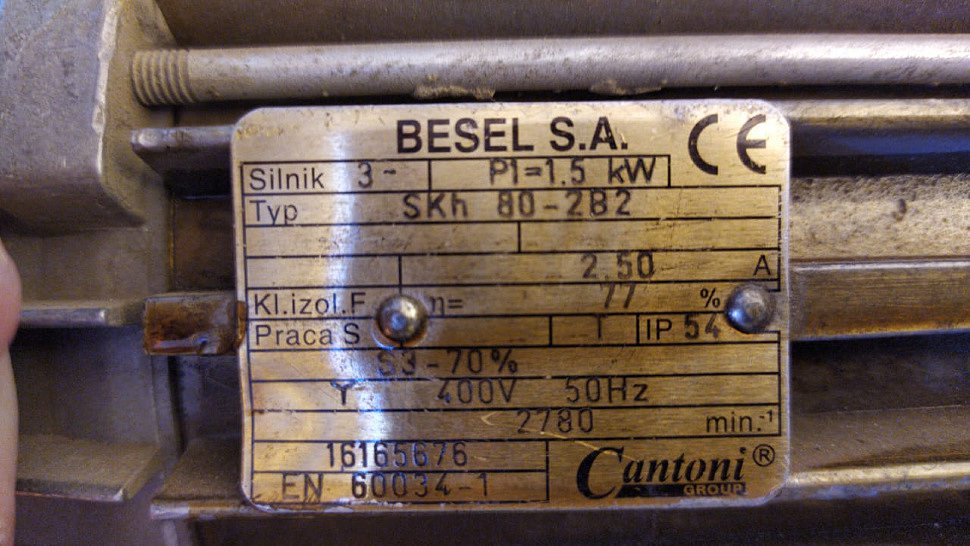 BESEL S.A. CE
Silnik 3~ P1=1.5 kW
Typ SKh 80-2B2
2.50 A
Kl.izol.F η= 77 %
Praca S I IP 54
S3-70%
Y 400V 50Hz
2780 min.-1
16165676
EN 60034-1
Cantoni®
GROUP